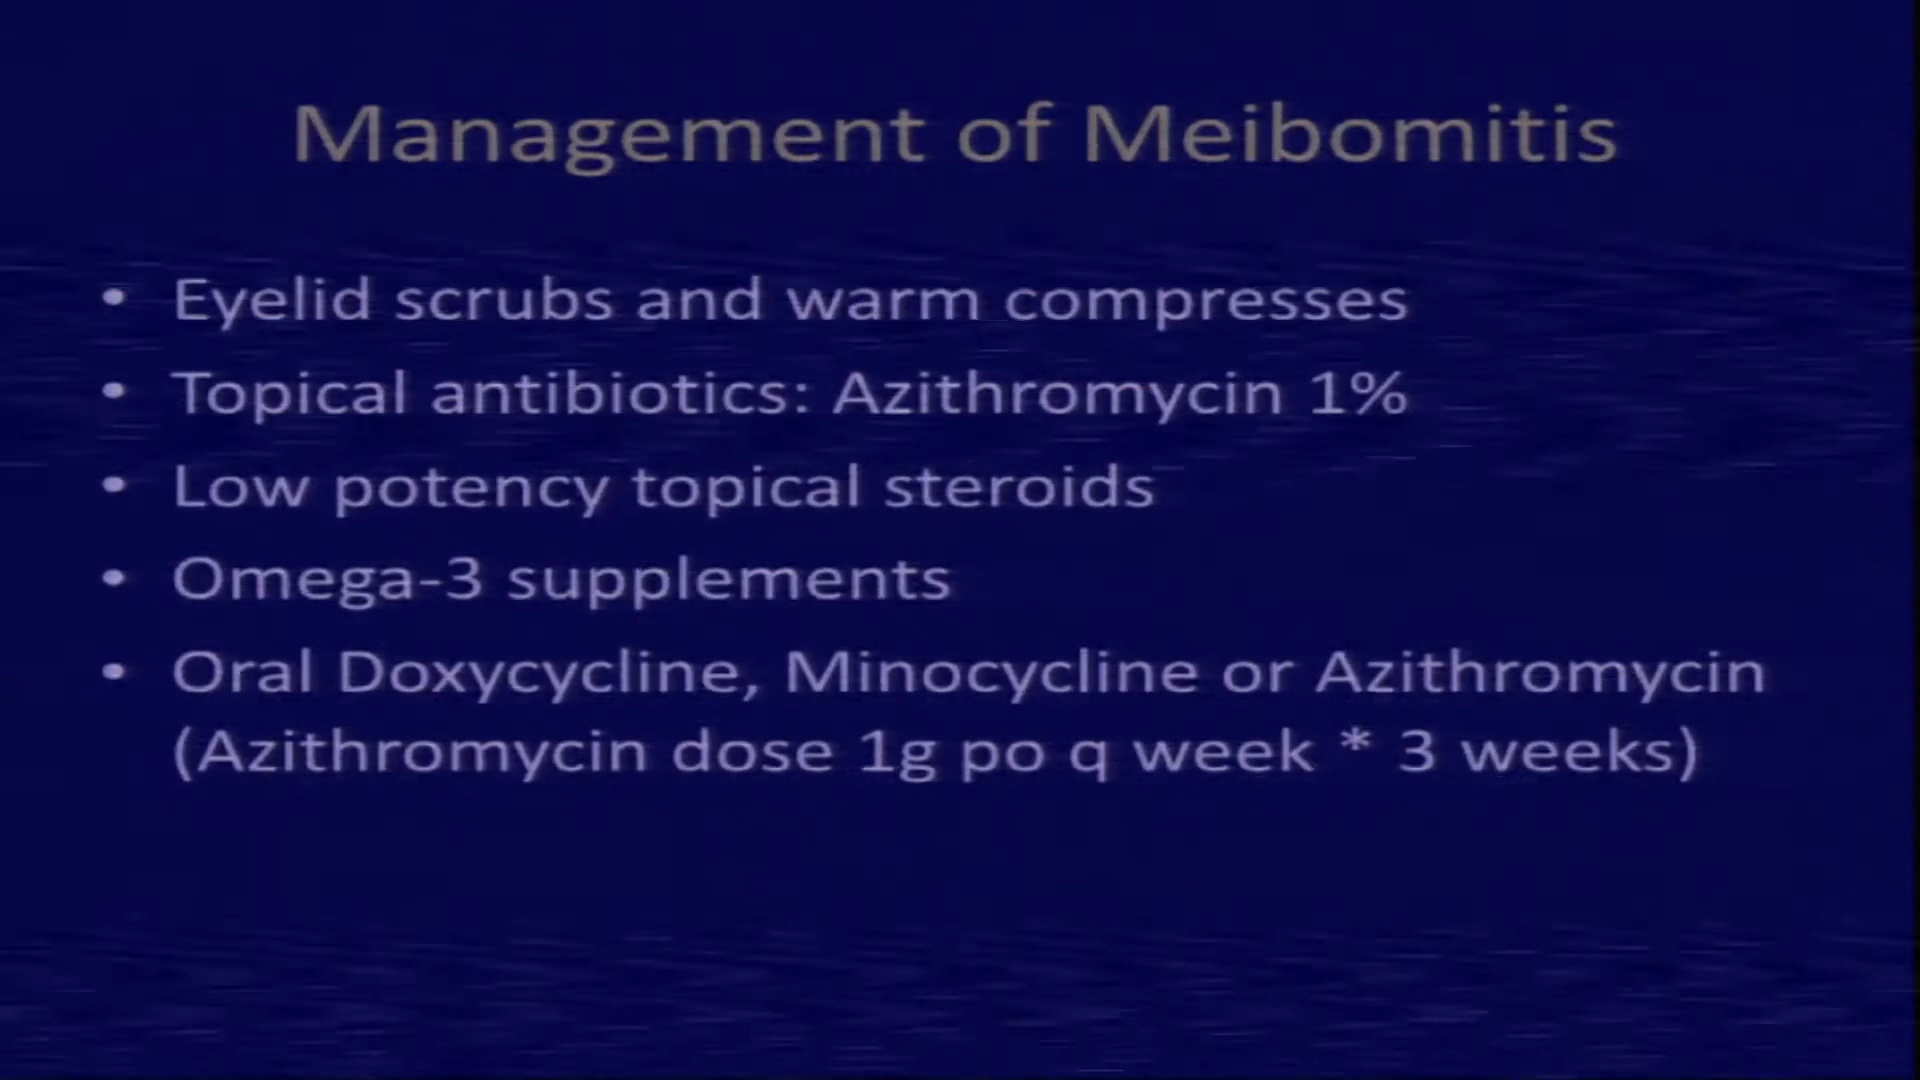 Management of Meibomitis
• Eyelid scrubs and warm compresses
• Topical antibiotics: Azithromycin 1%
• Low potency topical steroids
• Omega-3 supplements
• Oral Doxycycline, Minocycline or Azithromycin
(Azithromycin dose 1g po q week * 3 weeks)